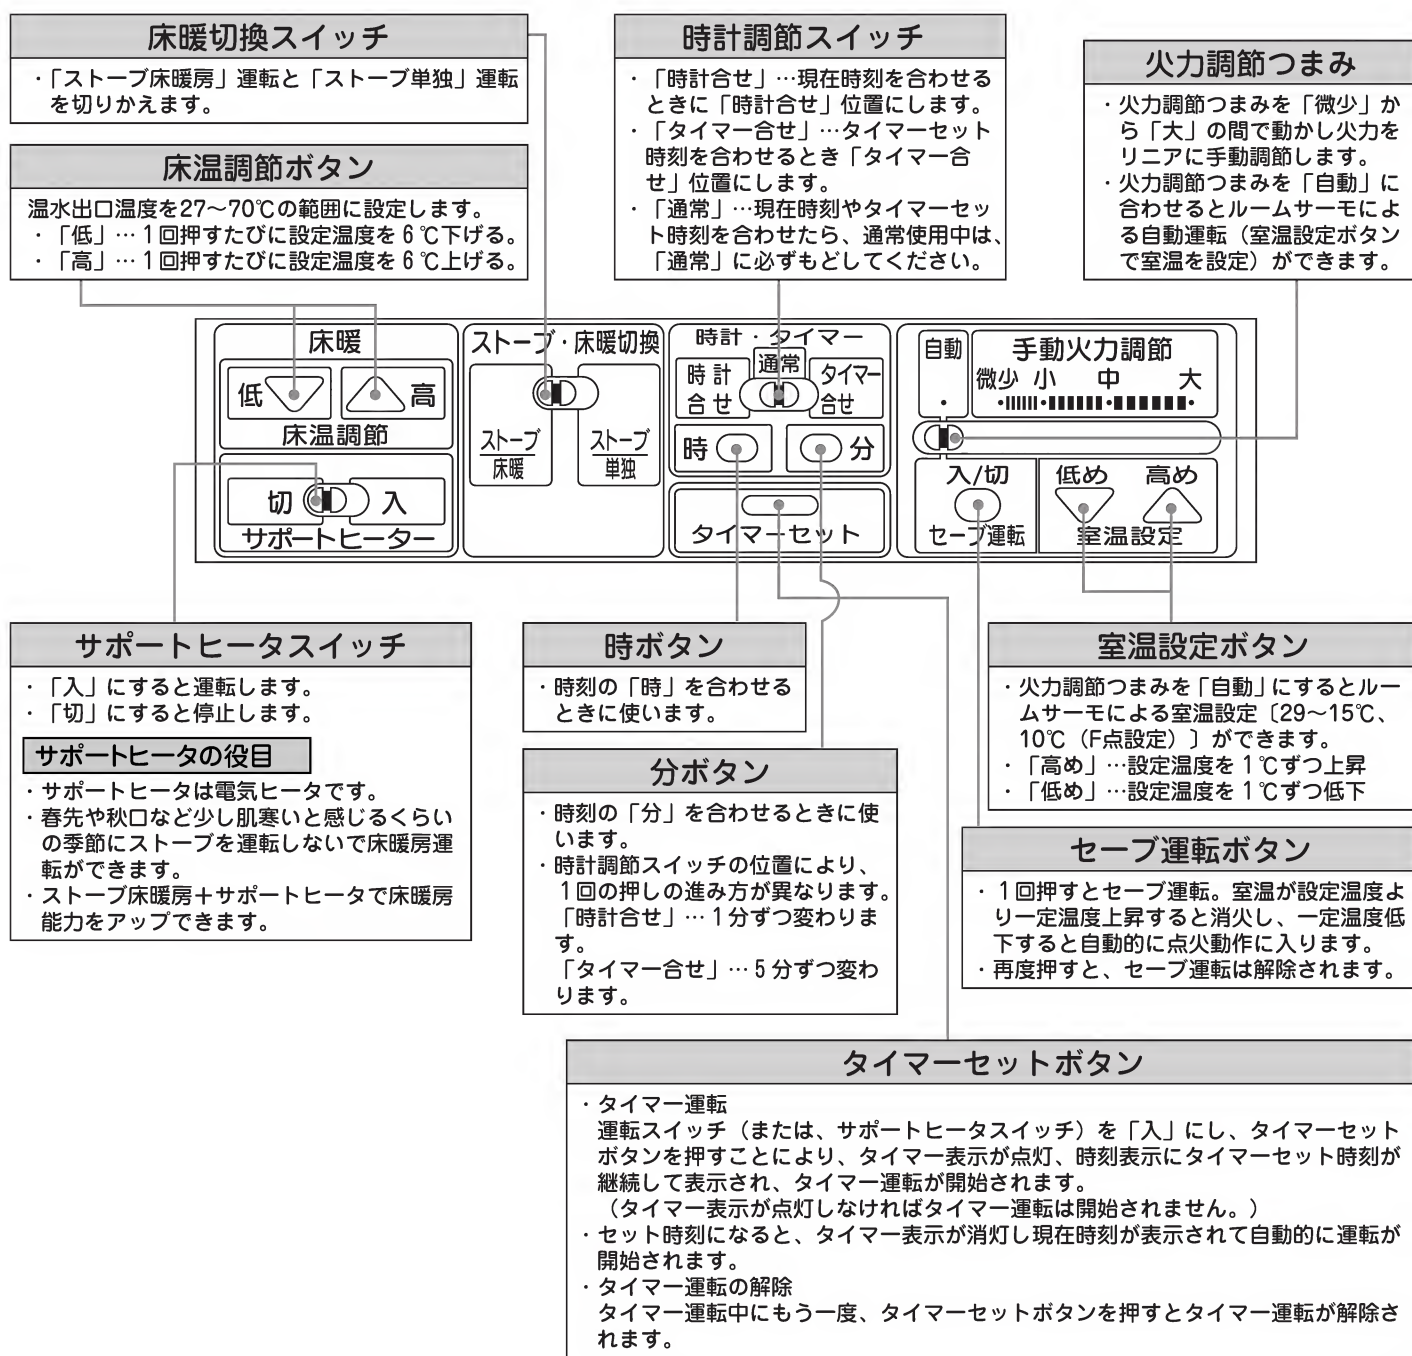 床暖切換スイッチ
・「ストーブ床暖房」運転と「ストーブ単独」運転
を切りかえます。
床温調節ボタン
温水出口温度を27〜70℃の範囲に設定します。
・「低」…1回押すたびに設定温度を6℃下げる。
・「高」…1回押すたびに設定温度を6℃上げる。
時計調節スイッチ
・「時計合せ」…現在時刻を合わせる
ときに「時計合せ」位置にします。
・「タイマー合せ」…タイマーセット
時刻を合わせるとき「タイマー合
せ」位置にします。
・「通常」…現在時刻やタイマーセッ
ト時刻を合わせたら、通常使用中は、
「通常」に必ずもどしてください。
火力調節つまみ
・火力調節つまみを「微少」か
ら「大」の間で動かし火力を
リニアに手動調節します。
・火力調節つまみを「自動」に
合わせるとルームサーモによ
る自動運転（室温設定ボタン
で室温を設定）ができます。
床暖
低 高
床温調節
切 入
サポートヒーター
ストーブ・床暖切換
ストーブ
床暖
ストーブ
単独
時計・タイマー
時計
合せ
通常
タイマー
合せ
時 分
タイマーセット
自動
手動火力調節
微少 小 中 大
入/切
セーブ運転
低め 高め
室温設定
サポートヒータスイッチ
・「入」にすると運転します。
・「切」にすると停止します。
サポートヒータの役目
・サポートヒータは電気ヒータです。
・春先や秋口など少し肌寒いと感じるくらい
の季節にストーブを運転しないで床暖房運
転ができます。
・ストーブ床暖房＋サポートヒータで床暖房
能力をアップできます。
時ボタン
・時刻の「時」を合わせる
ときに使います。
分ボタン
・時刻の「分」を合わせるときに使
います。
・時計調節スイッチの位置により、
1回の押しの進み方が異なります。
「時計合せ」…1分ずつ変わりま
す。
「タイマー合せ」…5分ずつ変わ
ります。
室温設定ボタン
・火力調節つまみを「自動」にするとルー
ムサーモによる室温設定〔29〜15℃、
10℃（F点設定）〕ができます。
・「高め」…設定温度を1℃ずつ上昇
・「低め」…設定温度を1℃ずつ低下
セーブ運転ボタン
・1回押すとセーブ運転。室温が設定温度よ
り一定温度上昇すると消火し、一定温度低
下すると自動的に点火動作に入ります。
・再度押すと、セーブ運転は解除されます。
タイマーセットボタン
・タイマー運転
運転スイッチ（または、サポートヒータスイッチ）を「入」にし、タイマーセット
ボタンを押すことにより、タイマー表示が点灯、時刻表示にタイマーセット時刻が
継続して表示され、タイマー運転が開始されます。
（タイマー表示が点灯しなければタイマー運転は開始されません。）
・セット時刻になると、タイマー表示が消灯し現在時刻が表示されて自動的に運転が
開始されます。
・タイマー運転の解除
タイマー運転中にもう一度、タイマーセットボタンを押すとタイマー運転が解除さ
れます。